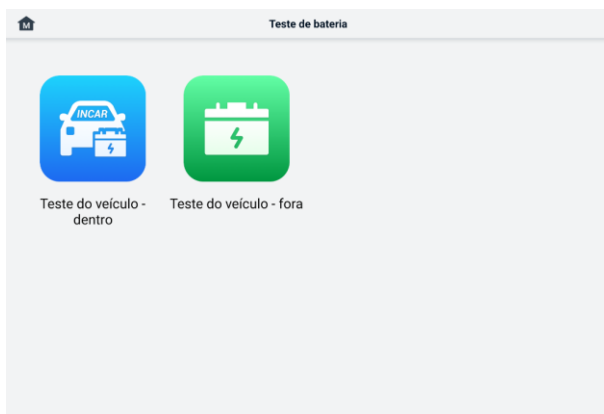 M
Teste de bateria
INCAR
Teste do veículo -
dentro
Teste do veículo - fora